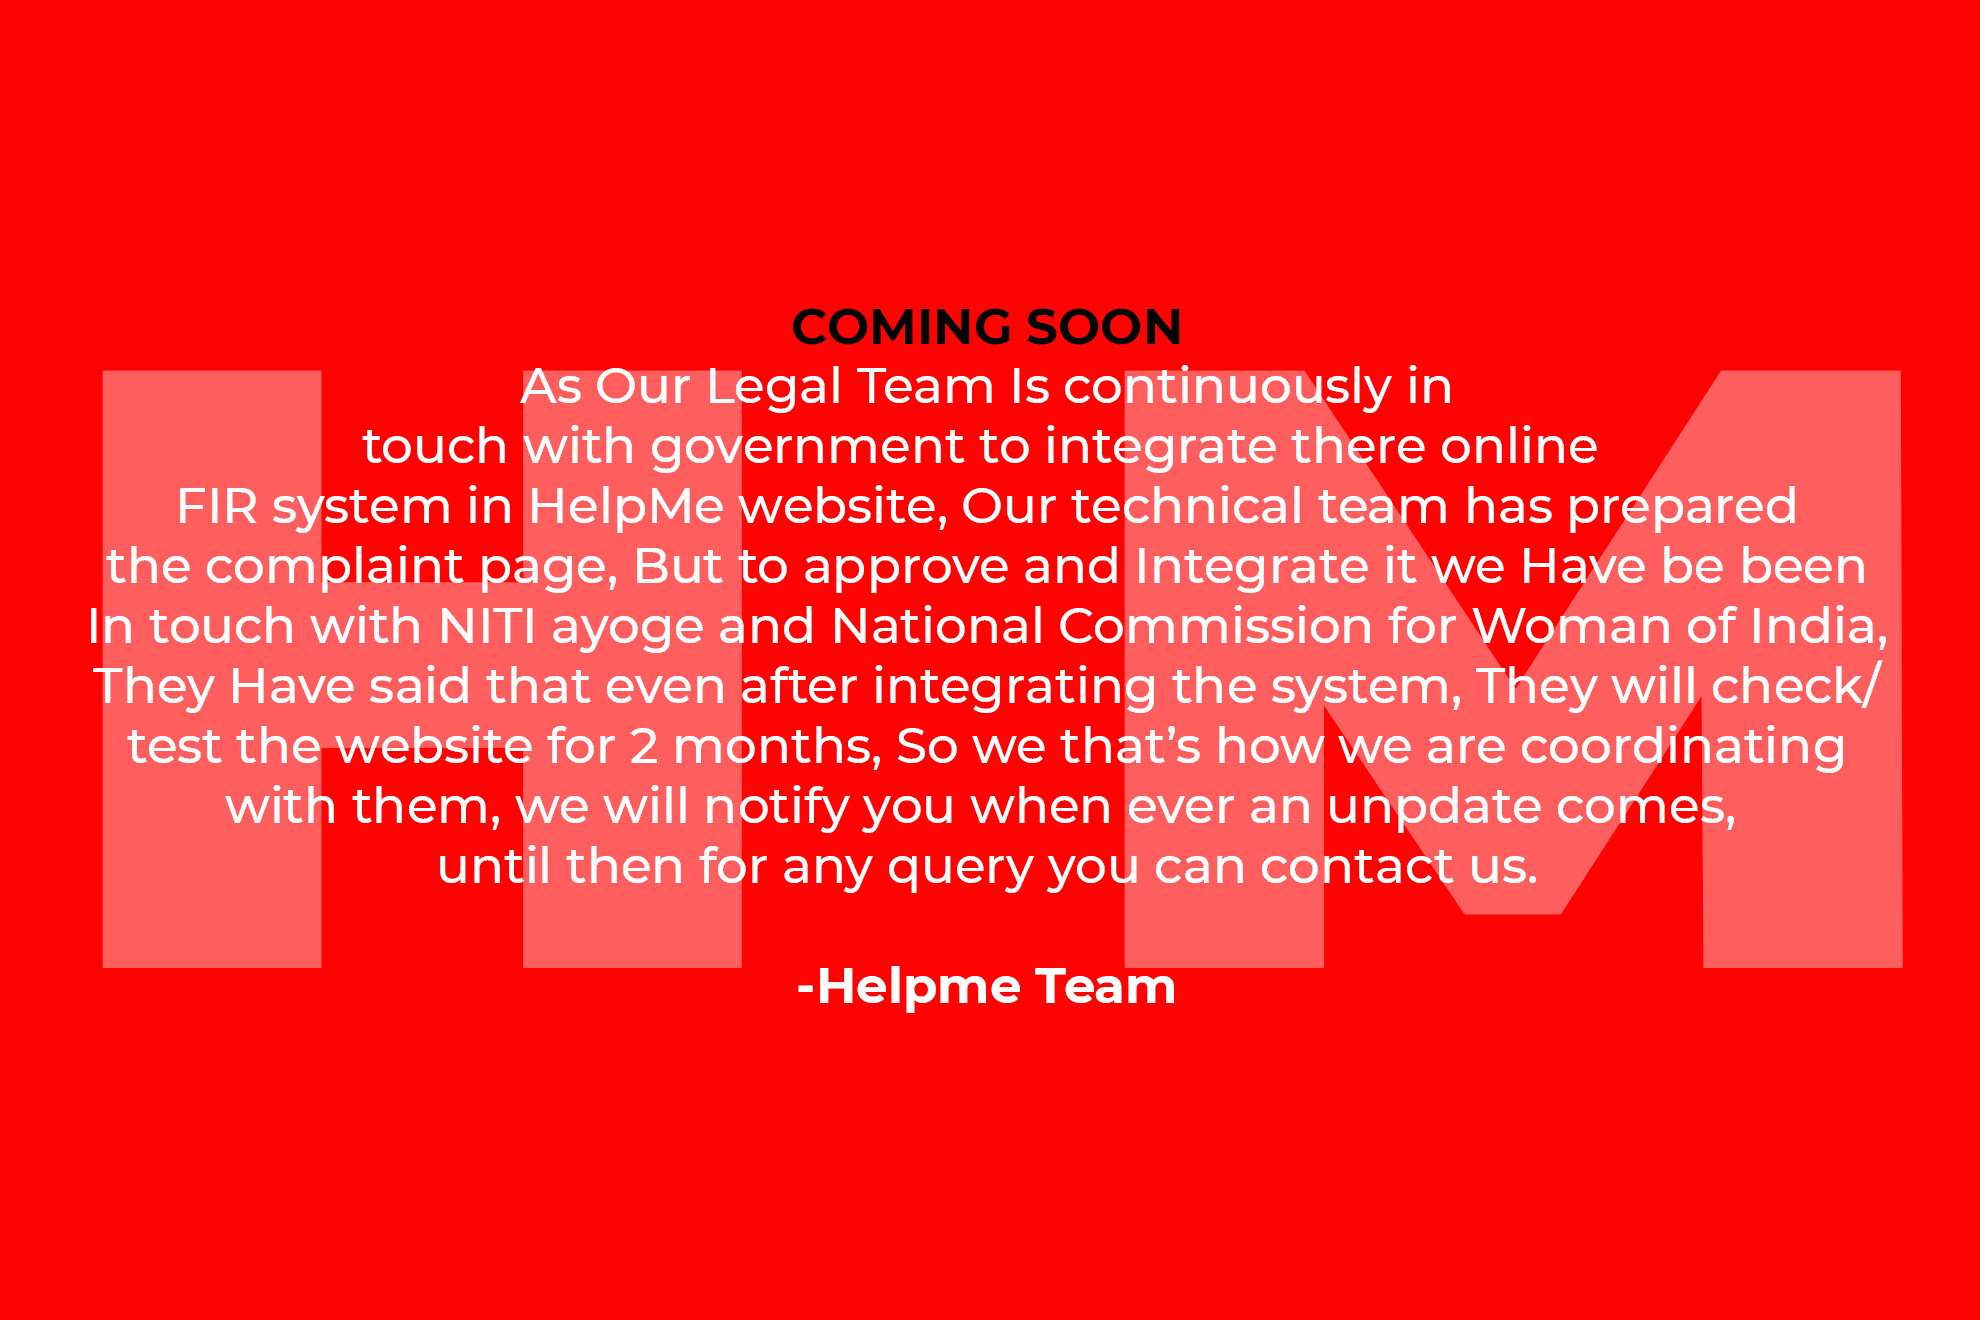 COMING SOON
As Our Legal Team Is continuously in
touch with government to integrate there online
FIR system in HelpMe website, Our technical team has prepared
the complaint page, But to approve and Integrate it we Have be been
In touch with NITI ayoge and National Commission for Woman of India,
They Have said that even after integrating the system, They will check/
test the website for 2 months, So we that’s how we are coordinating
with them, we will notify you when ever an unpdate comes,
until then for any query you can contact us.
-Helpme Team
HM